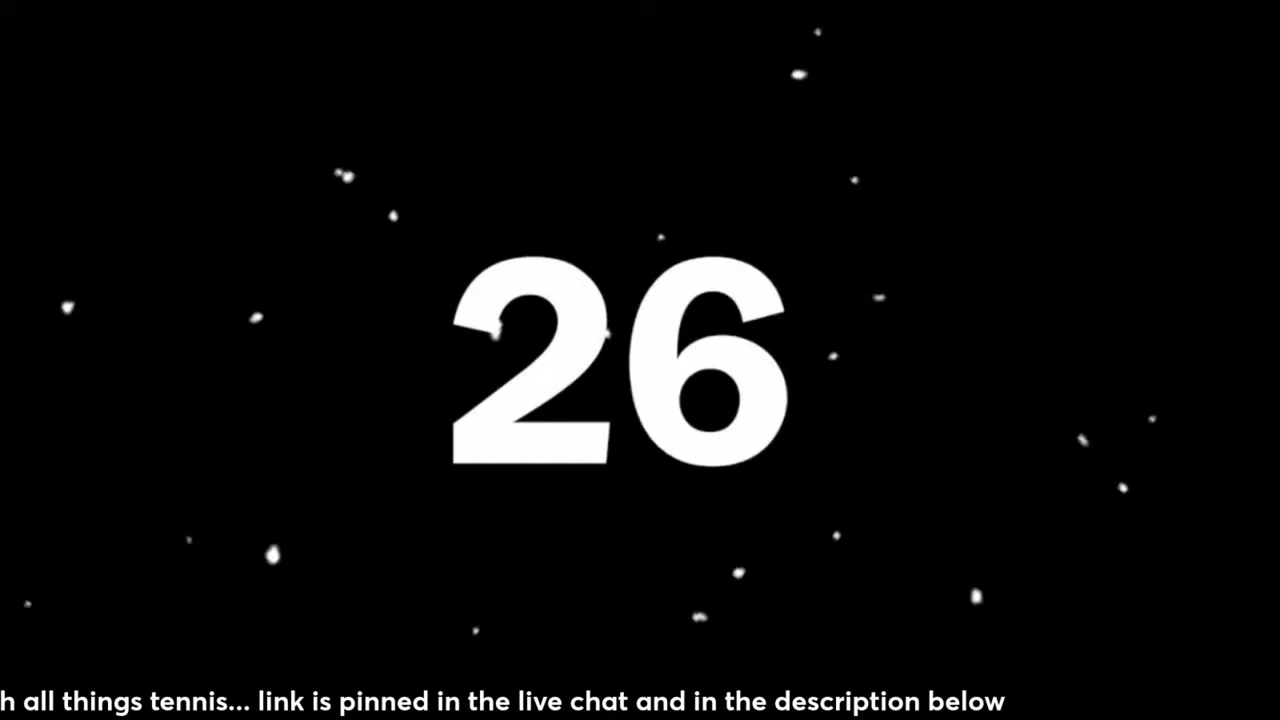 26
h all things tennis... link is pinned in the live chat and in the description below